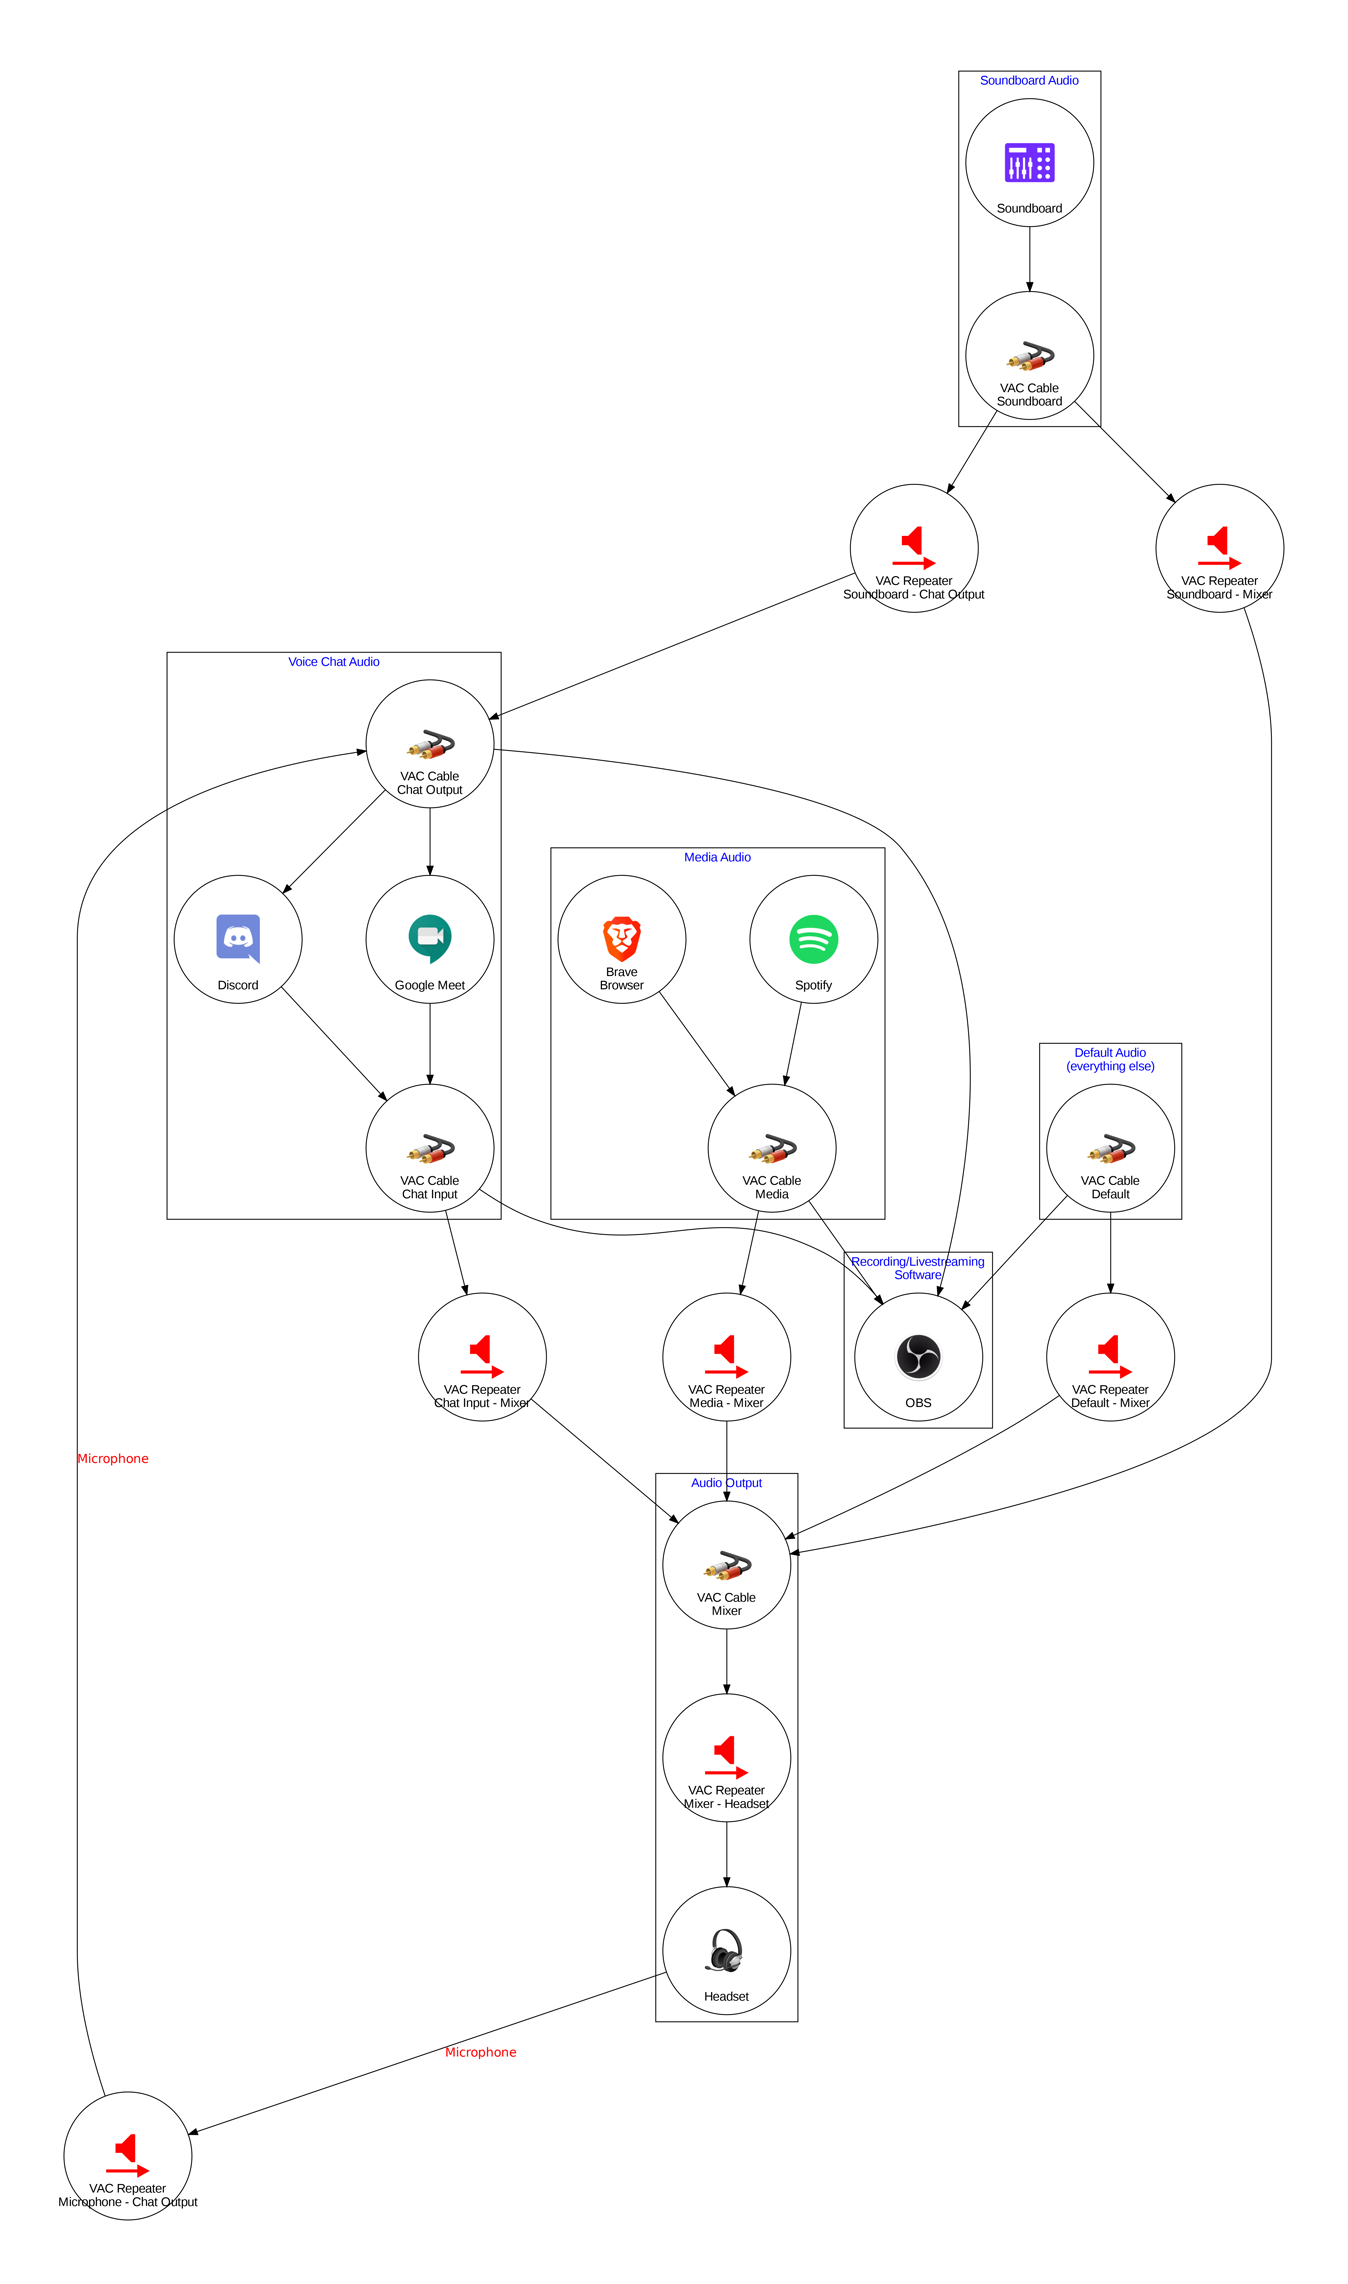 Soundboard Audio
Soundboard
VAC Cable
Soundboard
VAC Repeater
Soundboard - Chat Output
VAC Repeater
Soundboard - Mixer
Voice Chat Audio
VAC Cable
Chat Output
Discord
Google Meet
VAC Cable
Chat Input
Media Audio
Brave
Browser
Spotify
VAC Cable
Media
Default Audio
(everything else)
VAC Cable
Default
Recording/Livestreaming
Software
OBS
VAC Repeater
Chat Input - Mixer
VAC Repeater
Media - Mixer
VAC Repeater
Default - Mixer
Microphone
Audio Output
VAC Cable
Mixer
VAC Repeater
Mixer - Headset
Headset
Microphone
VAC Repeater
Microphone - Chat Output